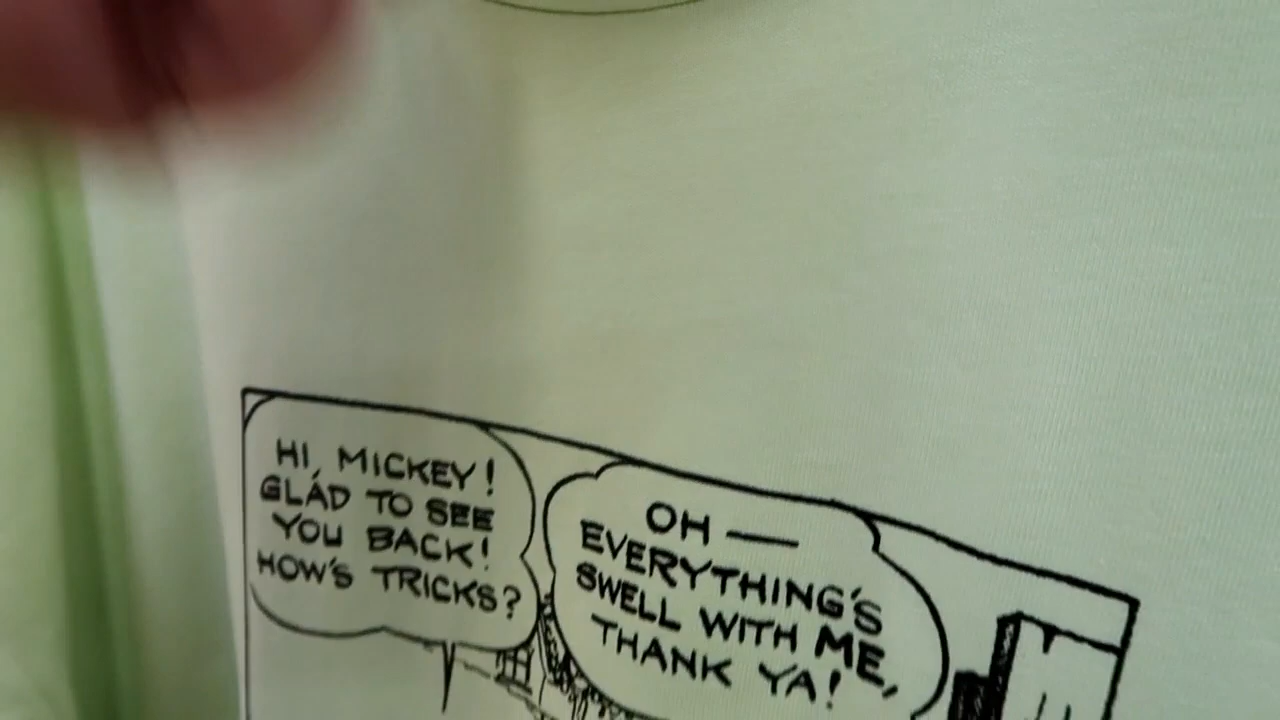 HI, MICKEY!
GLAD TO SEE
YOU BACK!
HOW'S TRICKS?
OH —
EVERYTHING'S
SWELL WITH ME,
THANK YA!